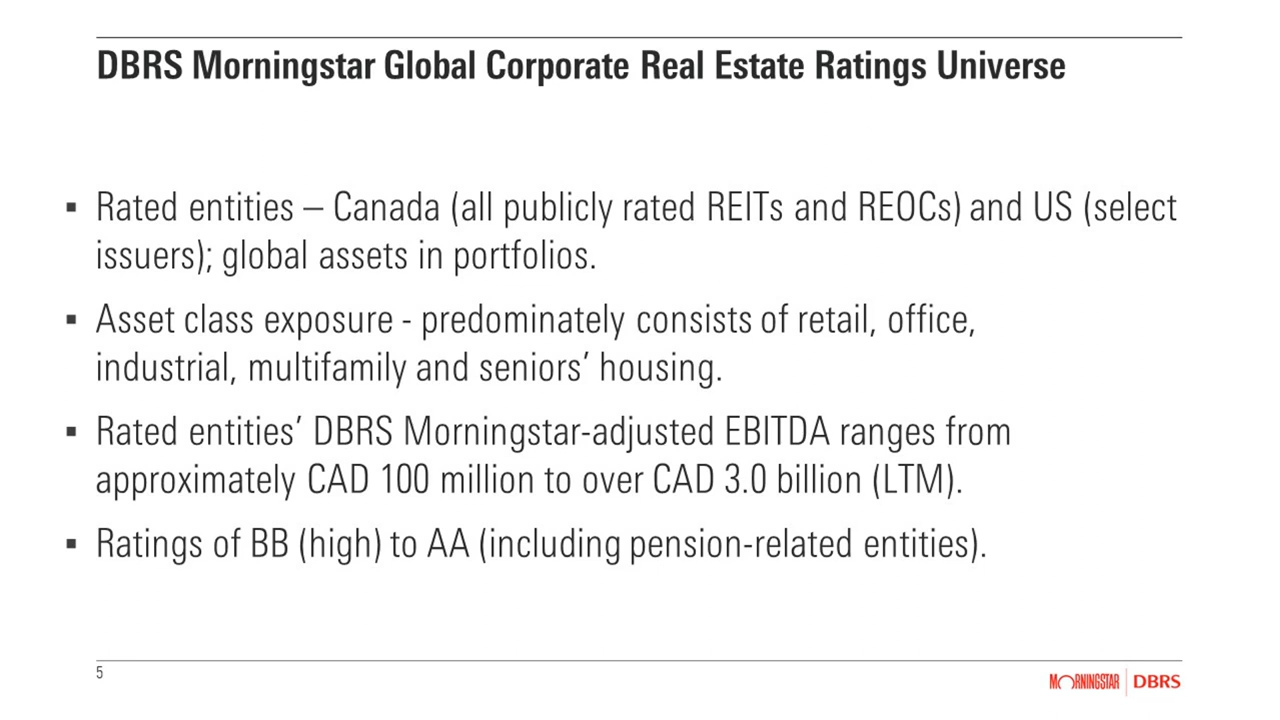 DBRS Morningstar Global Corporate Real Estate Ratings Universe
▪ Rated entities – Canada (all publicly rated REITs and REOCs) and US (select
issuers); global assets in portfolios.
▪ Asset class exposure - predominately consists of retail, office,
industrial, multifamily and seniors’ housing.
▪ Rated entities’ DBRS Morningstar-adjusted EBITDA ranges from
approximately CAD 100 million to over CAD 3.0 billion (LTM).
▪ Ratings of BB (high) to AA (including pension-related entities).
5
MORNINGSTAR | DBRS